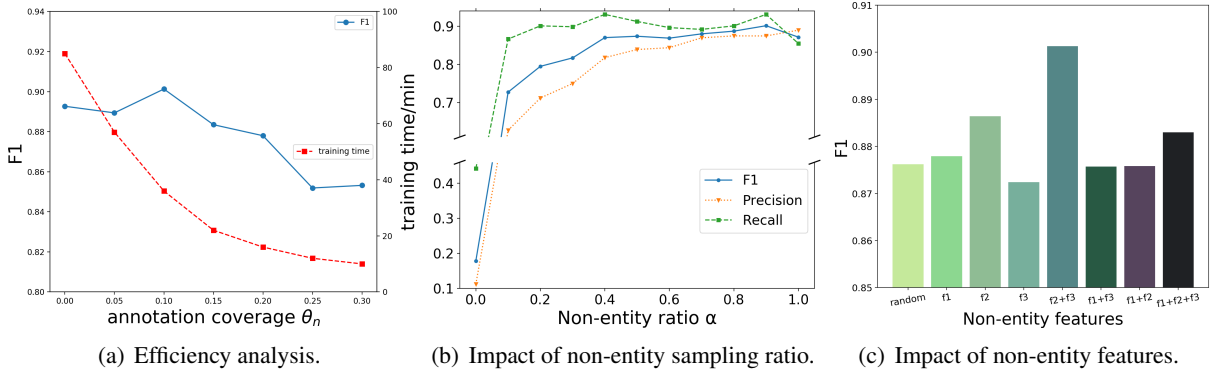 0.94
0.92
0.90
0.88
0.86
0.84
0.82
0.80
F1
0.00 0.05 0.10 0.15 0.20 0.25 0.30
annotation coverage θn
100
80
60
40
20
0
training time/min
F1
training time
(a) Efficiency analysis.
0.9
0.8
0.7
0.4
0.3
0.2
0.1
0.0 0.2 0.4 0.6 0.8 1.0
Non-entity ratio α
F1
Precision
Recall
(b) Impact of non-entity sampling ratio.
0.91
0.90
0.89
0.88
0.87
0.86
0.85
F1
random f1 f2 f3 f2+f3 f1+f3 f1+f2 f1+f2+f3
Non-entity features
(c) Impact of non-entity features.